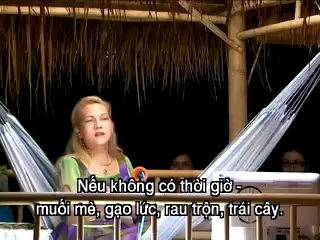 Nếu không có thời giờ -
muối mè, gạo lức, rau trộn, trái cây.